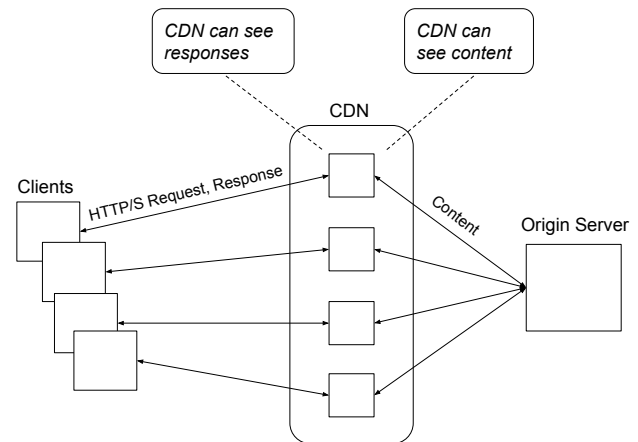 CDN can see
responses
CDN can
see content
CDN
Clients
HTTP/S Request, Response
Content
Origin Server